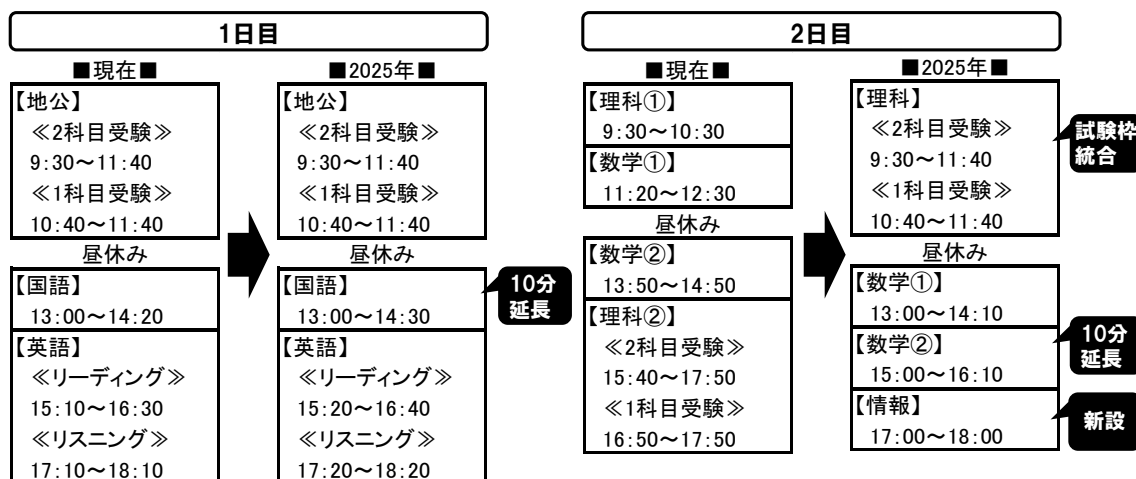 1日目
■現在■
【地公】
≪2科目受験≫
9:30～11:40
≪1科目受験≫
10:40～11:40
昼休み
【国語】
13:00～14:20
【英語】
≪リーディング≫
15:10～16:30
≪リスニング≫
17:10～18:10
■2025年■
【地公】
≪2科目受験≫
9:30～11:40
≪1科目受験≫
10:40～11:40
昼休み
【国語】
13:00～14:30
10分
延長
【英語】
≪リーディング≫
15:20～16:40
≪リスニング≫
17:20～18:20
2日目
■現在■
【理科①】
9:30～10:30
【数学①】
11:20～12:30
昼休み
【数学②】
13:50～14:50
【理科②】
≪2科目受験≫
15:40～17:50
≪1科目受験≫
16:50～17:50
■2025年■
【理科】
≪2科目受験≫
9:30～11:40
≪1科目受験≫
10:40～11:40
試験枠
統合
昼休み
【数学①】
13:00～14:10
【数学②】
15:00～16:10
10分
延長
【情報】
17:00～18:00
新設